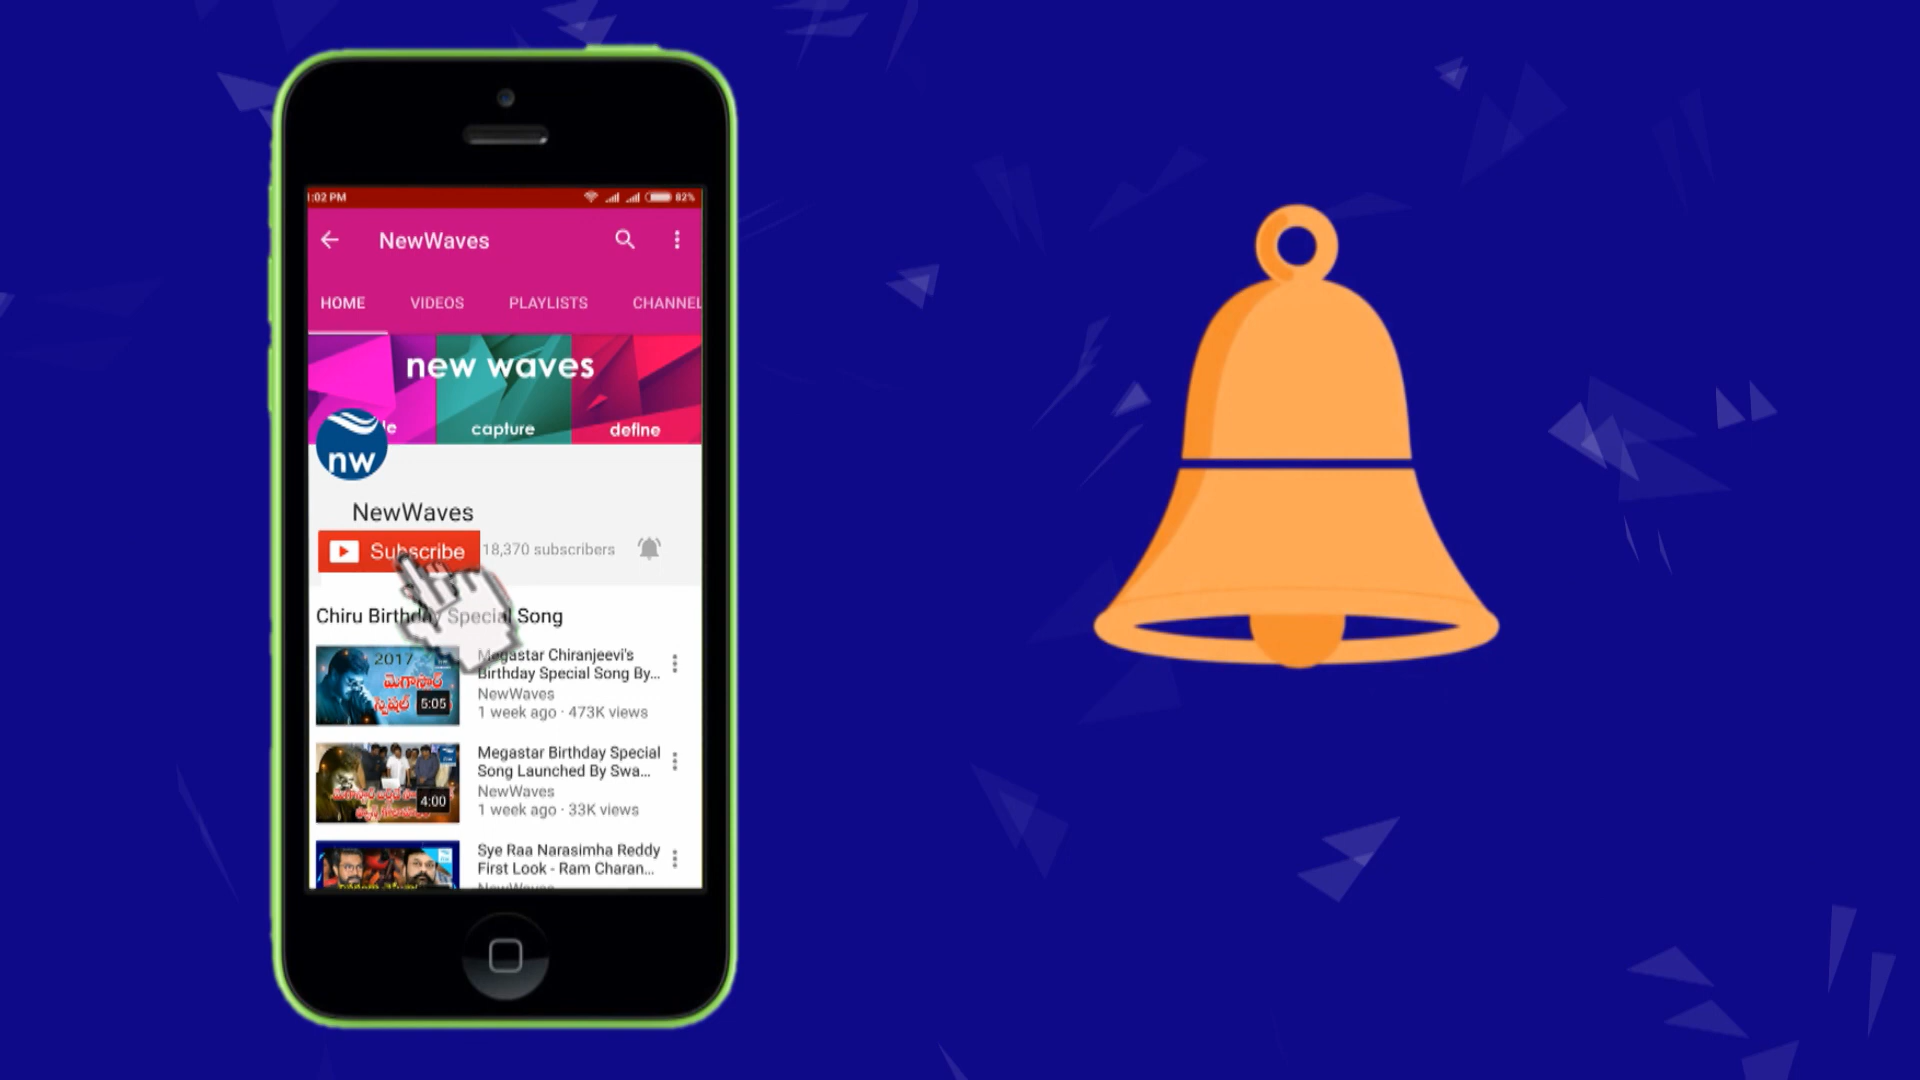 1:02 PM
82%
NewWaves
HOME VIDEOS PLAYLISTS CHANNEL
new waves
capture define
nw
NewWaves
Subscribe 18,370 subscribers
Chiru Birthday Special Song
2017
మెగాస్టార్
స్పెషల్
5:05
Megastar Chiranjeevi's
Birthday Special Song By...
NewWaves
1 week ago · 473K views
4:00
Megastar Birthday Special
Song Launched By Swa...
NewWaves
1 week ago · 33K views
Sye Raa Narasimha Reddy
First Look - Ram Charan...
NewWaves